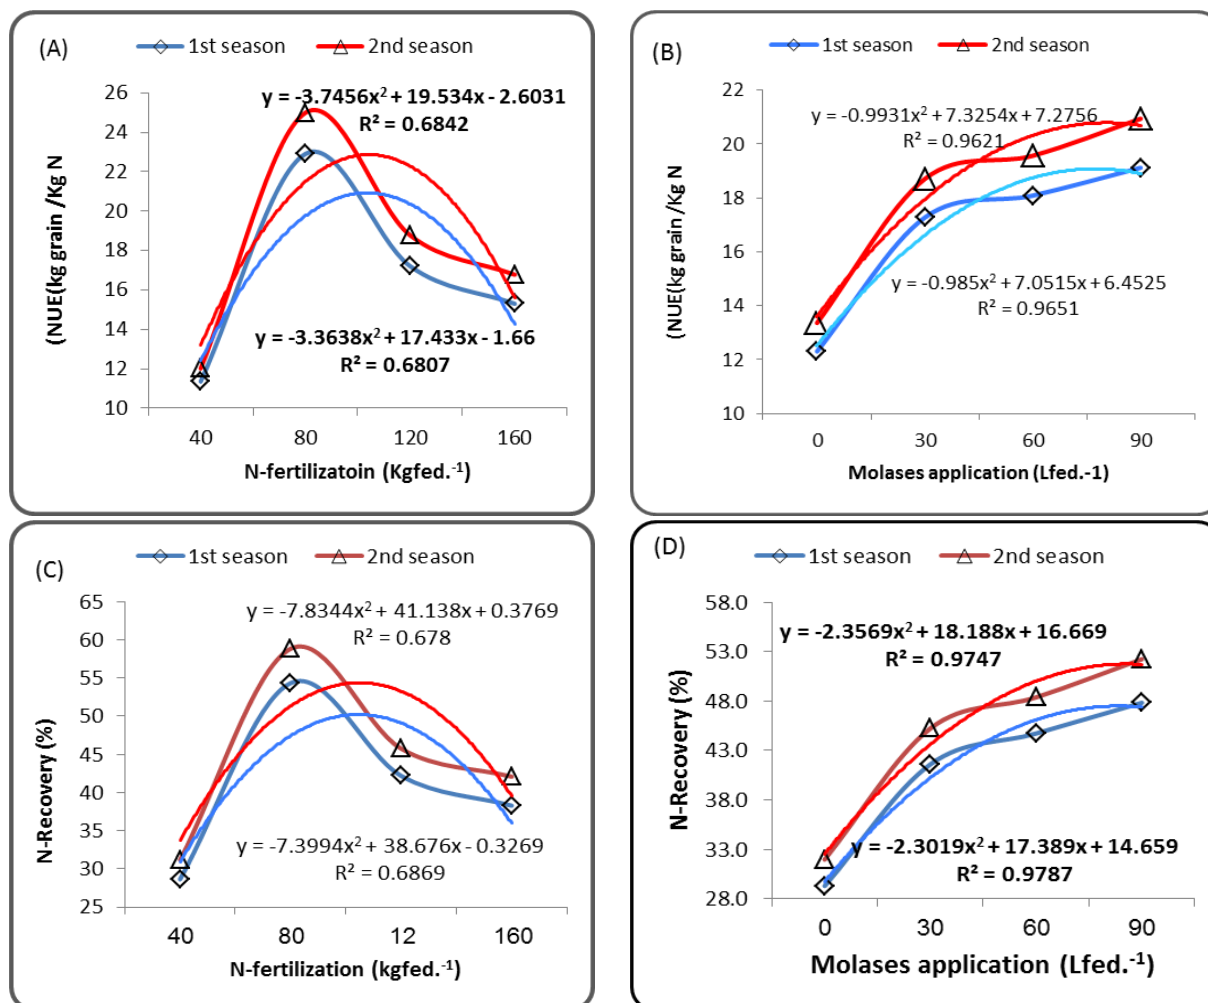 (A)
1st season
2nd season
(NUE(kg grain /Kg N
26
24
22
20
18
16
14
12
10
y = -3.7456x² + 19.534x - 2.6031
R² = 0.6842
y = -3.3638x² + 17.433x - 1.66
R² = 0.6807
40 80 120 160
N-fertilizatoin (Kgfed.⁻¹)
(B)
1st season
2nd season
(NUE(kg grain /Kg N
22
20
18
16
14
12
10
y = -0.9931x² + 7.3254x + 7.2756
R² = 0.9621
y = -0.985x² + 7.0515x + 6.4525
R² = 0.9651
0 30 60 90
Molases application (Lfed.-1)
(C)
1st season
2nd season
N-Recovery (%)
65
60
55
50
45
40
35
30
25
y = -7.8344x² + 41.138x + 0.3769
R² = 0.678
y = -7.3994x² + 38.676x - 0.3269
R² = 0.6869
40 80 12 160
N-fertilization (kgfed.⁻¹)
(D)
1st season
2nd season
N-Recovery (%)
58.0
53.0
48.0
43.0
38.0
33.0
28.0
y = -2.3569x² + 18.188x + 16.669
R² = 0.9747
y = -2.3019x² + 17.389x + 14.659
R² = 0.9787
0 30 60 90
Molases application (Lfed.⁻¹)